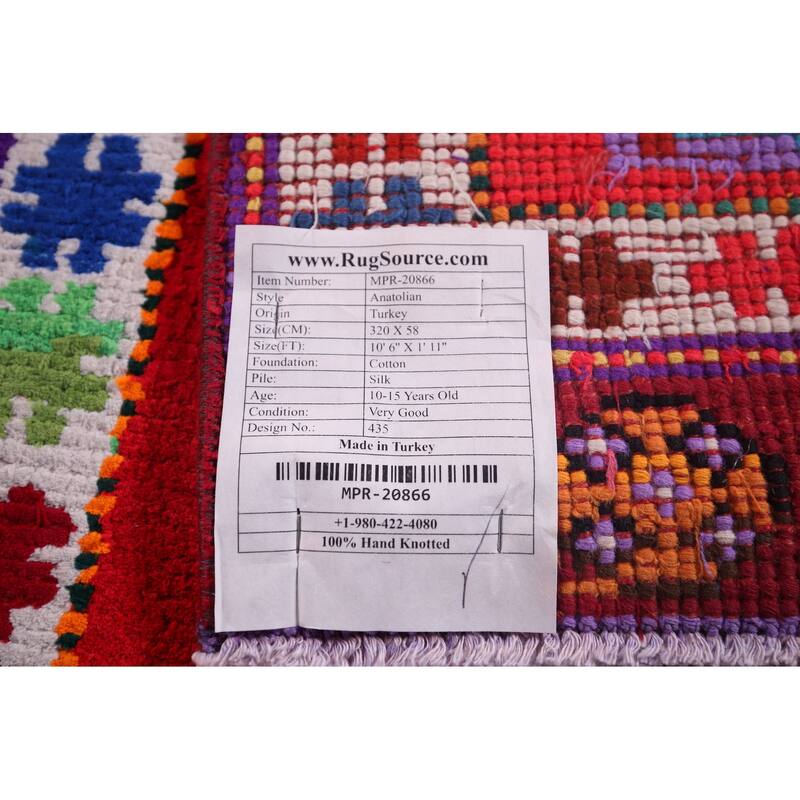 www.RugSource.com
Item Number: MPR-20866
Style Anatolian
Origin Turkey
Size(CM): 320 X 58
Size(FT): 10' 6" X 1' 11"
Foundation: Cotton
Pile: Silk
Age: 10-15 Years Old
Condition: Very Good
Design No.: 435
Made in Turkey
MPR-20866
+1-980-422-4080
100% Hand Knotted